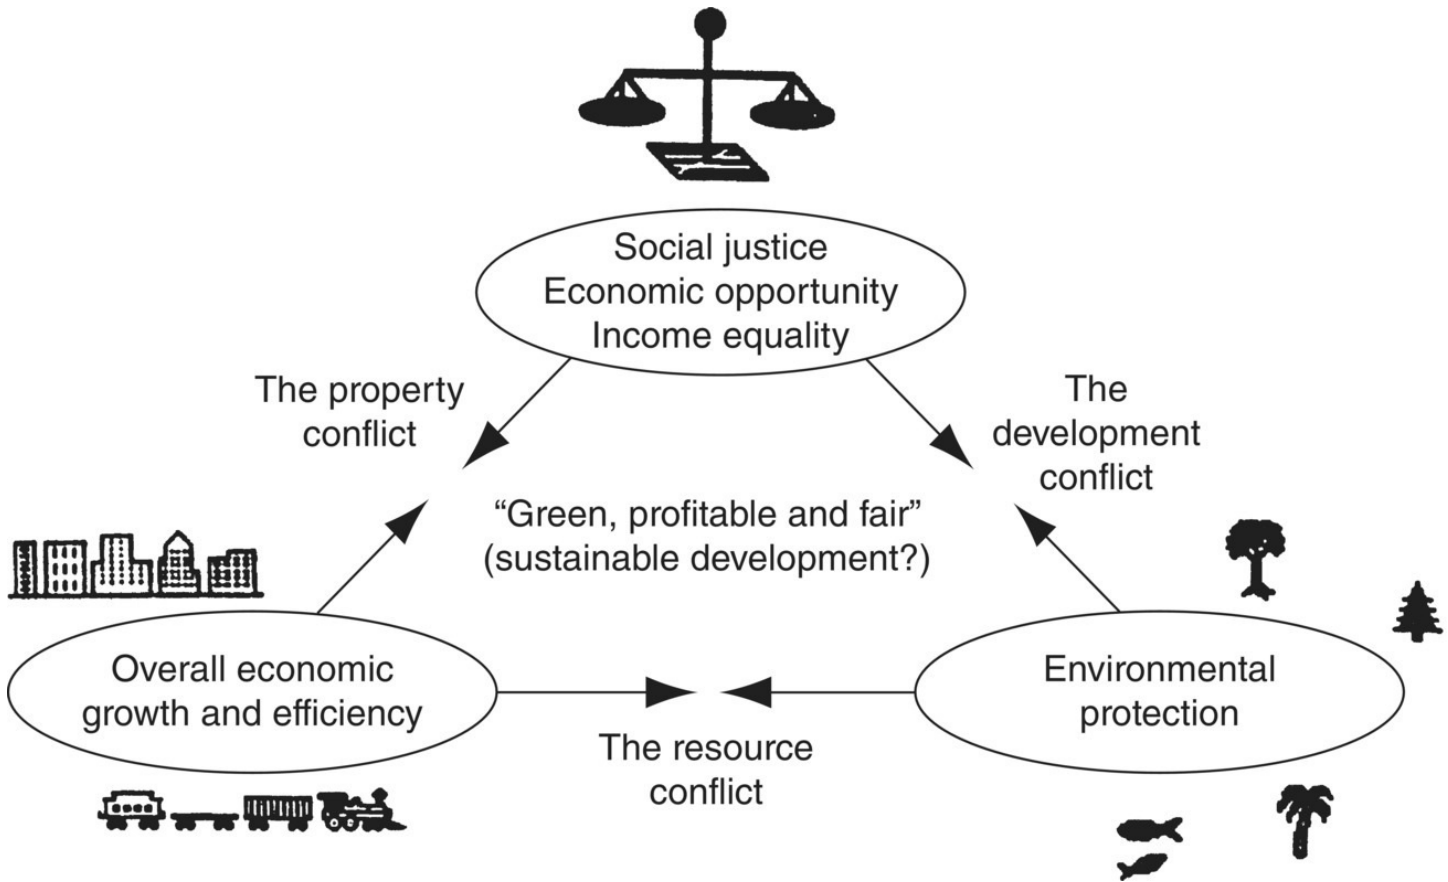 Social justice
Economic opportunity
Income equality
The property
conflict
The
development
conflict
“Green, profitable and fair”
(sustainable development?)
Overall economic
growth and efficiency
Environmental
protection
The resource
conflict